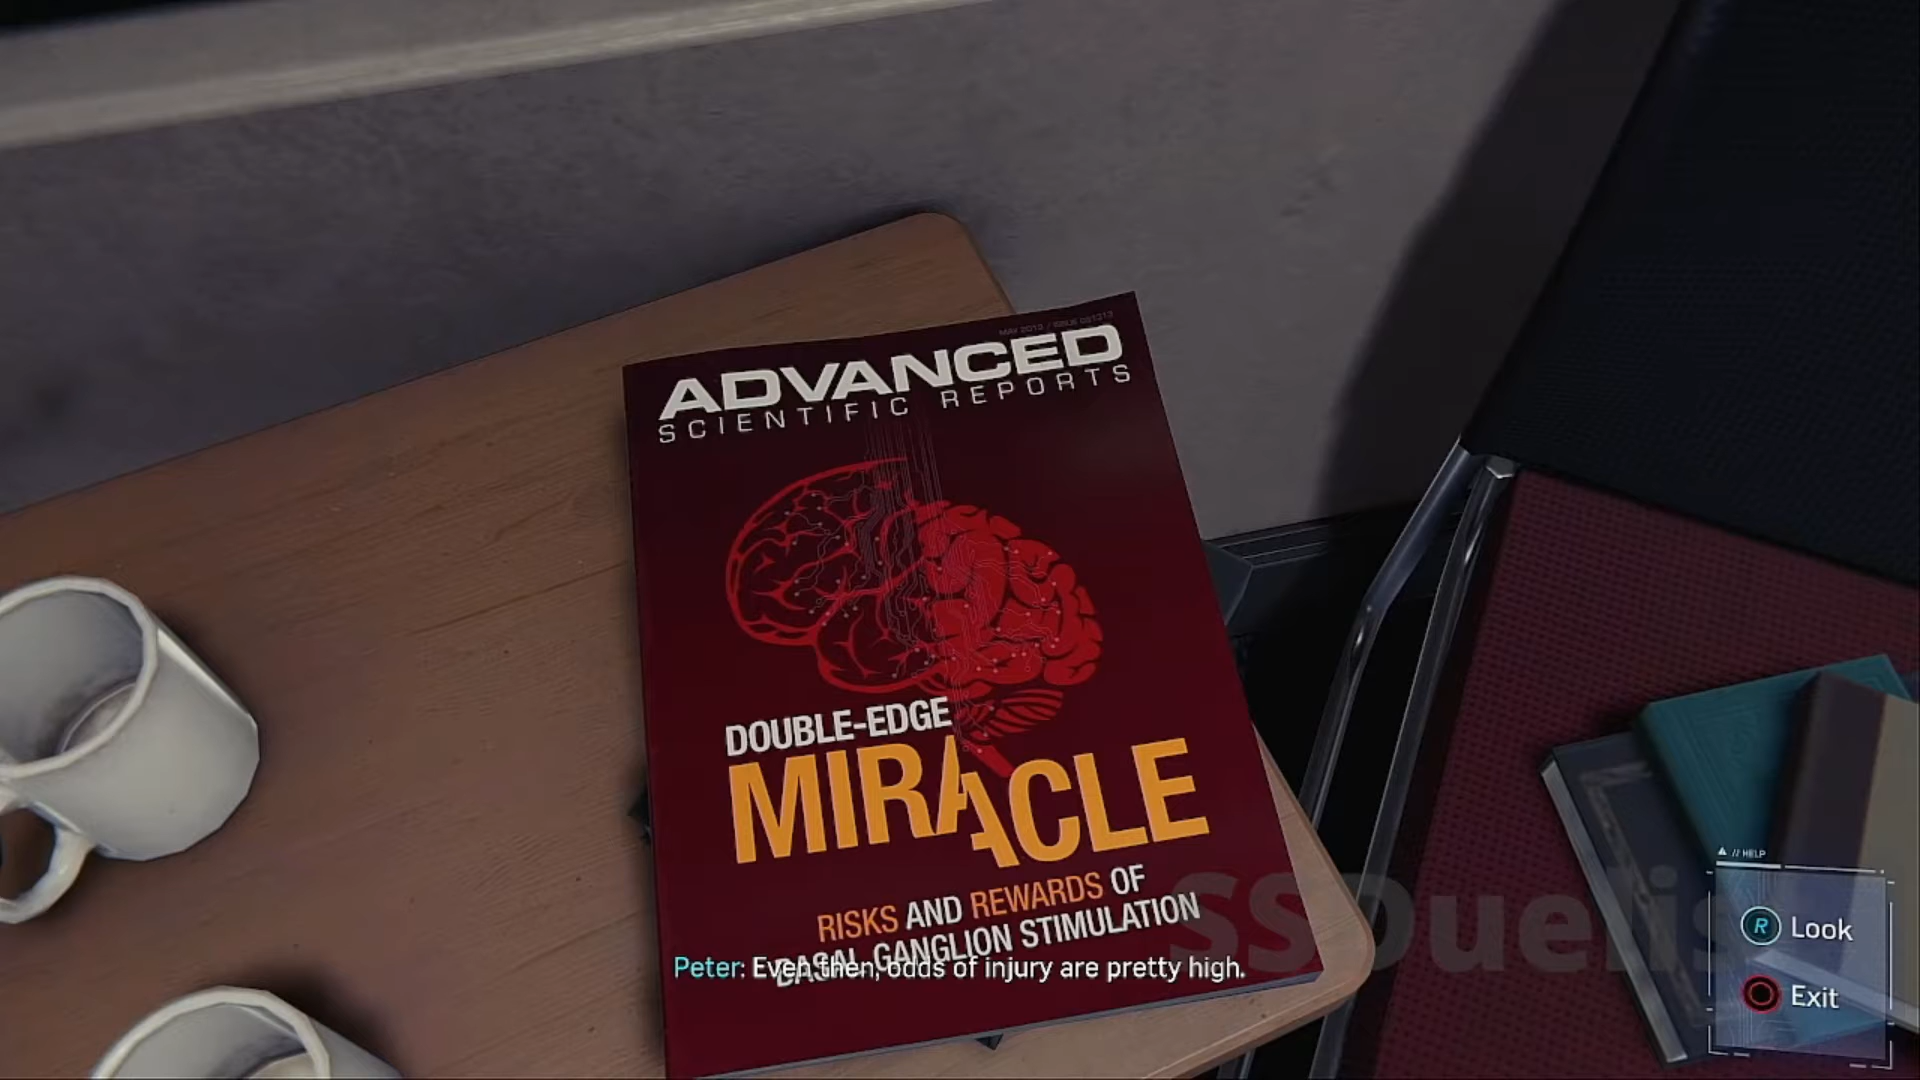 MAY 2013 / ISSUE 051313
ADVANCED
SCIENTIFIC REPORTS
DOUBLE-EDGE
MIRACLE
RISKS AND REWARDS OF
BASAL GANGLION STIMULATION
Peter: Even then, odds of injury are pretty high.
// HELP
R Look
Exit